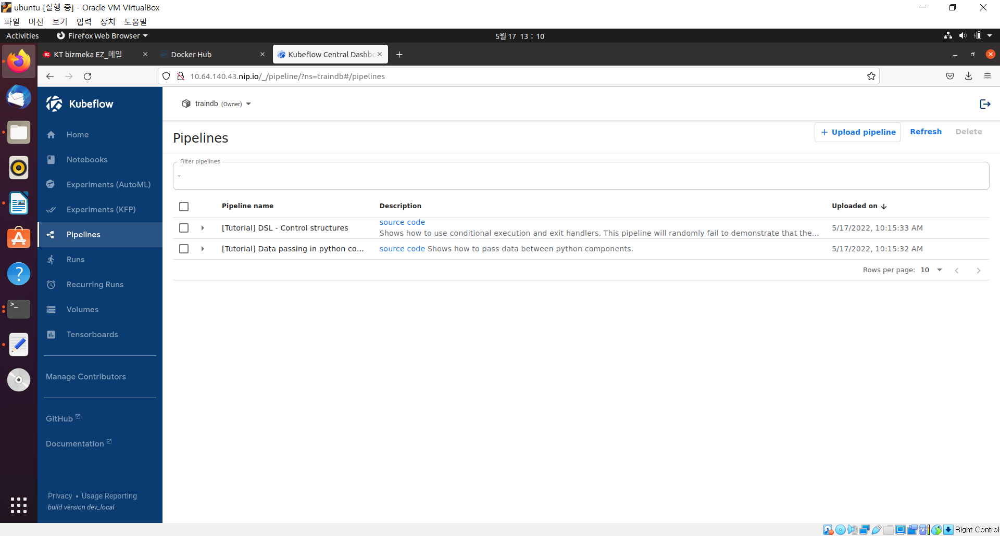 ubuntu [실행 중] - Oracle VM VirtualBox
파일 머신 보기 입력 장치 도움말
Activities Firefox Web Browser 5월 17 13 : 10
KT bizmeka EZ_메일 Docker Hub Kubeflow Central Dashbo
10.64.140.43.nip.io/_/pipeline/?ns=traindb#/pipelines
Kubeflow
traindb (Owner)
Home
Notebooks
Experiments (AutoML)
Experiments (KFP)
Pipelines
Runs
Recurring Runs
Volumes
Tensorboards
Manage Contributors
GitHub
Documentation
Privacy • Usage Reporting
build version dev_local
Pipelines
+ Upload pipeline Refresh Delete
Filter pipelines
Pipeline name Description Uploaded on
[Tutorial] DSL - Control structures source code 5/17/2022, 10:15:33 AM
Shows how to use conditional execution and exit handlers. This pipeline will randomly fail to demonstrate that the...
[Tutorial] Data passing in python co... source code Shows how to pass data between python components. 5/17/2022, 10:15:32 AM
Rows per page: 10
Right Control